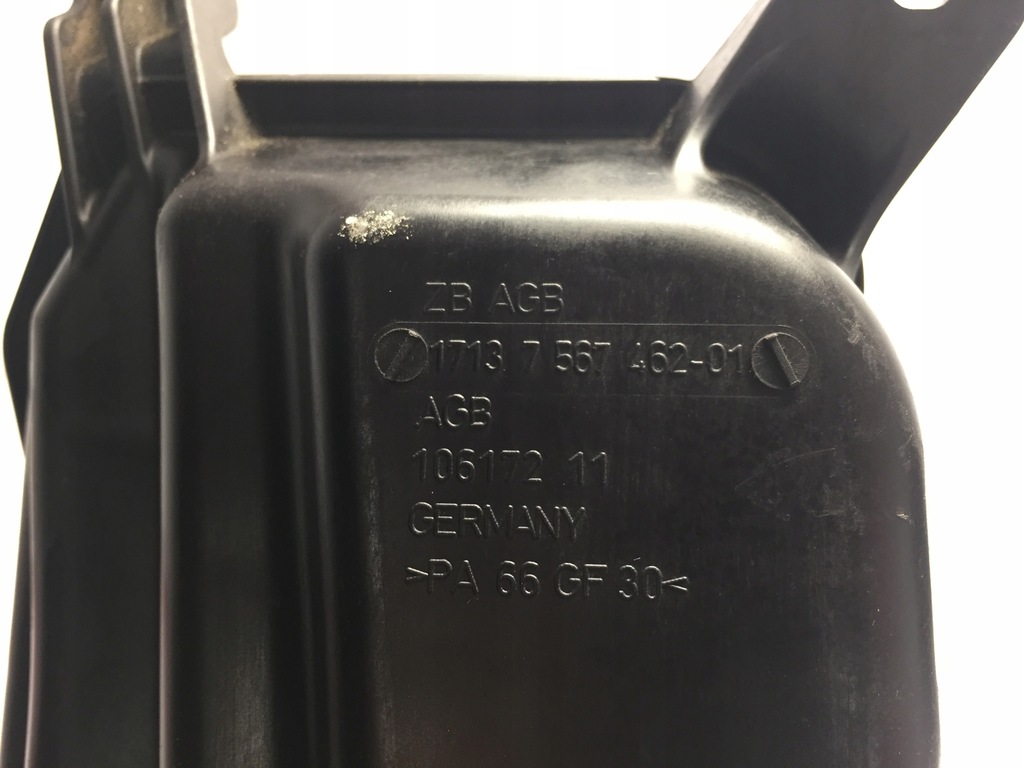 ZB AGB
1713 7 567 462-01
AGB
106172 11
GERMANY
>PA 66 GF 30<